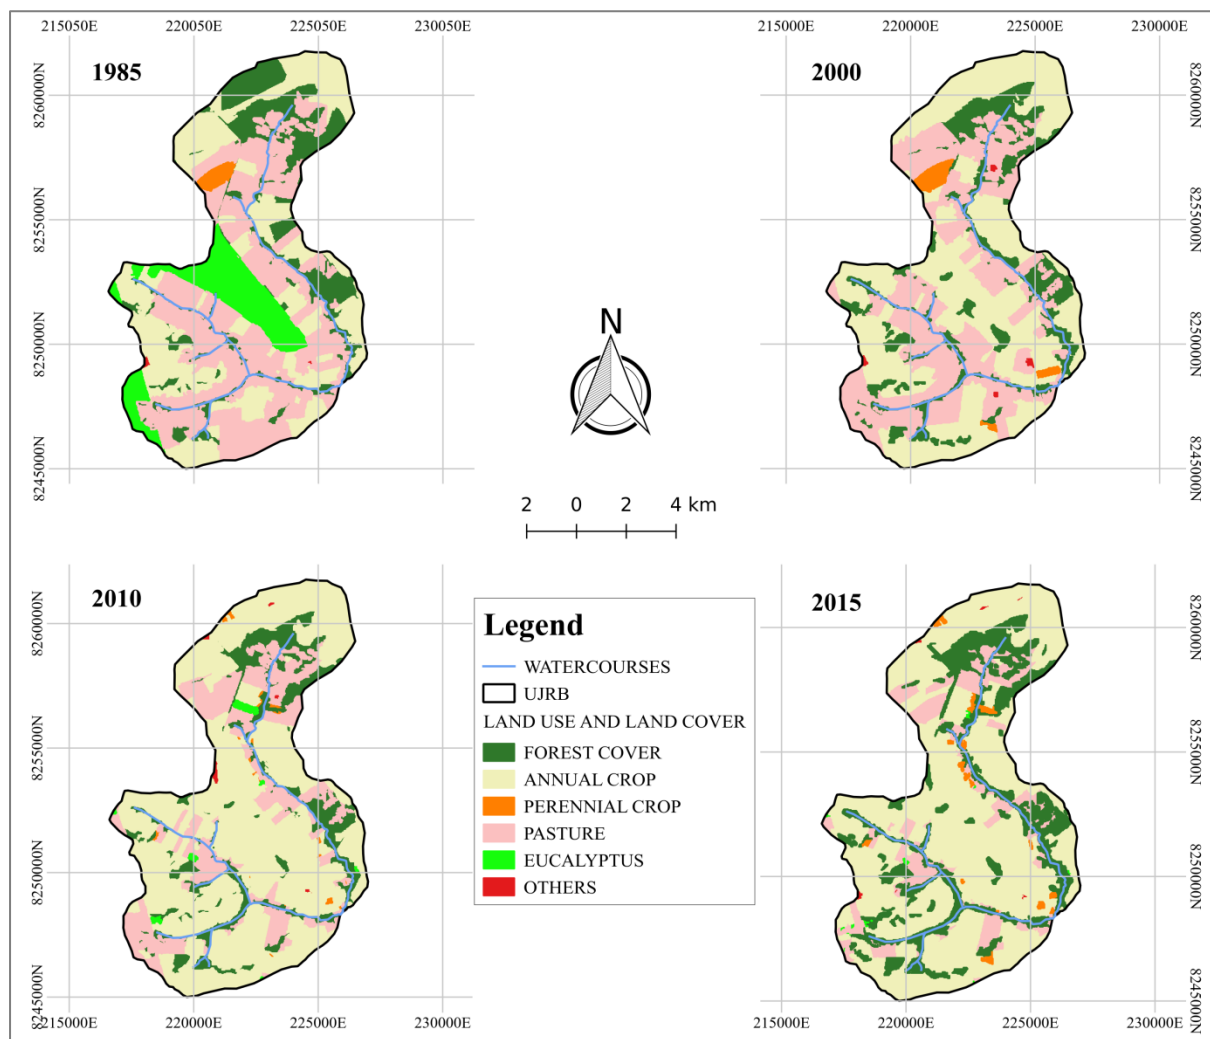 215050E 220050E 225050E 230050E
215000E 220000E 225000E 230000E
1985
2000
8260000N
8255000N
8250000N
8245000N
8260000N
8255000N
8250000N
8245000N
N
2 0 2 4 km
2010
2015
8260000N
8255000N
8250000N
8245000N
8260000N
8255000N
8250000N
8245000N
Legend
WATERCOURSES
UJRB
LAND USE AND LAND COVER
FOREST COVER
ANNUAL CROP
PERENNIAL CROP
PASTURE
EUCALYPTUS
OTHERS
215000E 220000E 225000E 230000E
215000E 220000E 225000E 230000E